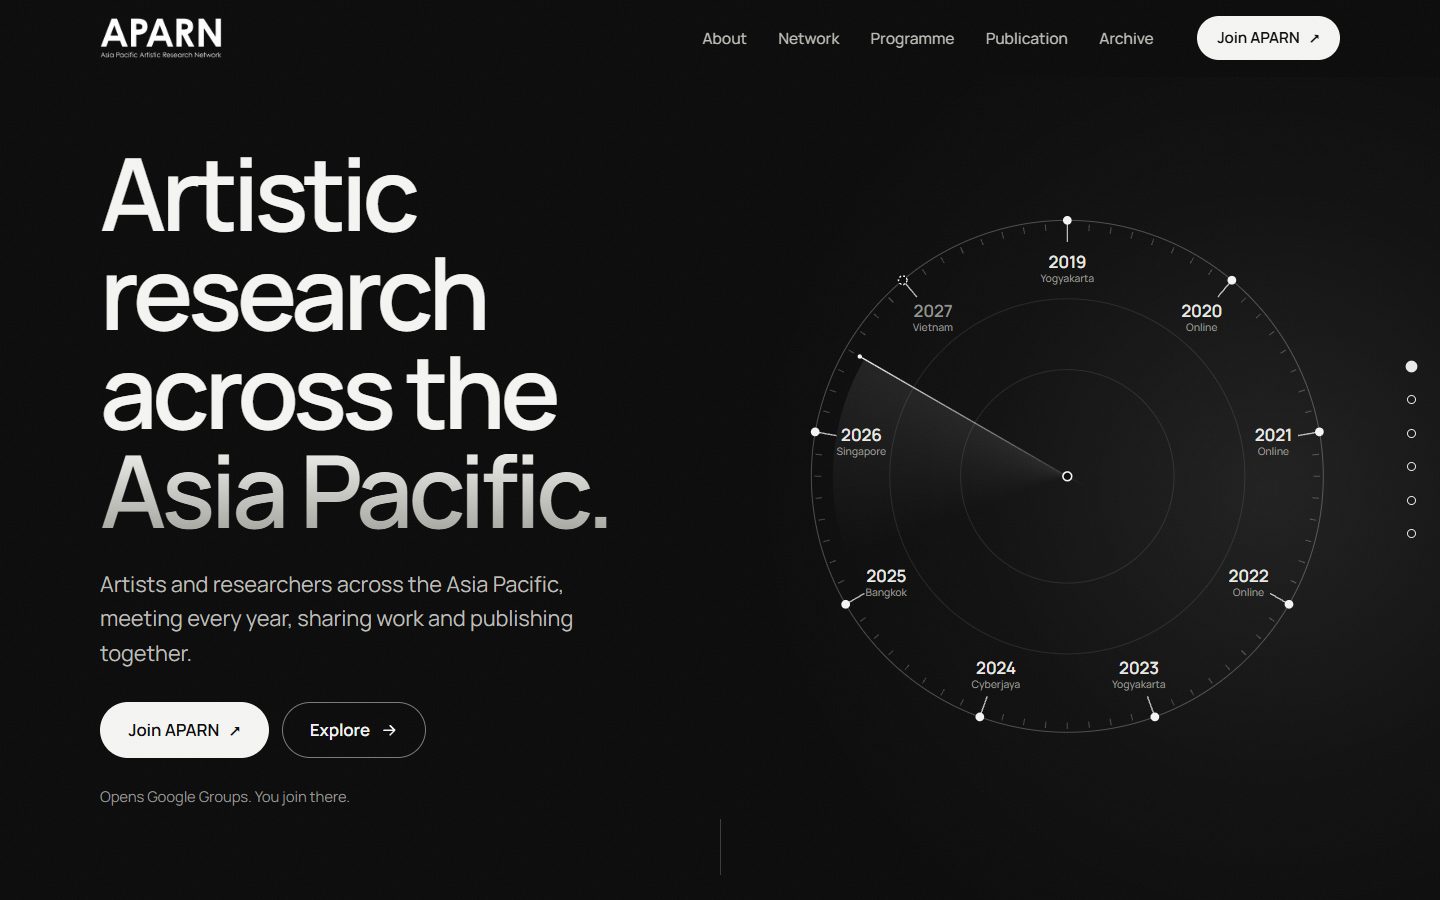 APARN
Asia Pacific Artistic Research Network
About
Network
Programme
Publication
Archive
Join APARN ↗
Artistic
research
across the
Asia Pacific.
Artists and researchers across the Asia Pacific,
meeting every year, sharing work and publishing
together.
Join APARN ↗
Explore →
Opens Google Groups. You join there.
2019
Yogyakarta
2020
Online
2021
Online
2022
Online
2023
Yogyakarta
2024
Cyberjaya
2025
Bangkok
2026
Singapore
2027
Vietnam